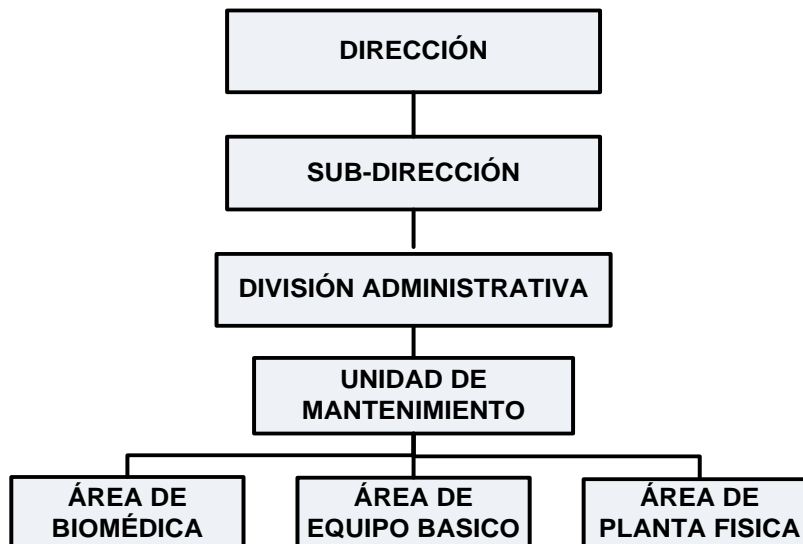 DIRECCIÓN
SUB-DIRECCIÓN
DIVISIÓN ADMINISTRATIVA
UNIDAD DE
MANTENIMIENTO
ÁREA DE
BIOMÉDICA
ÁREA DE
EQUIPO BASICO
ÁREA DE
PLANTA FISICA